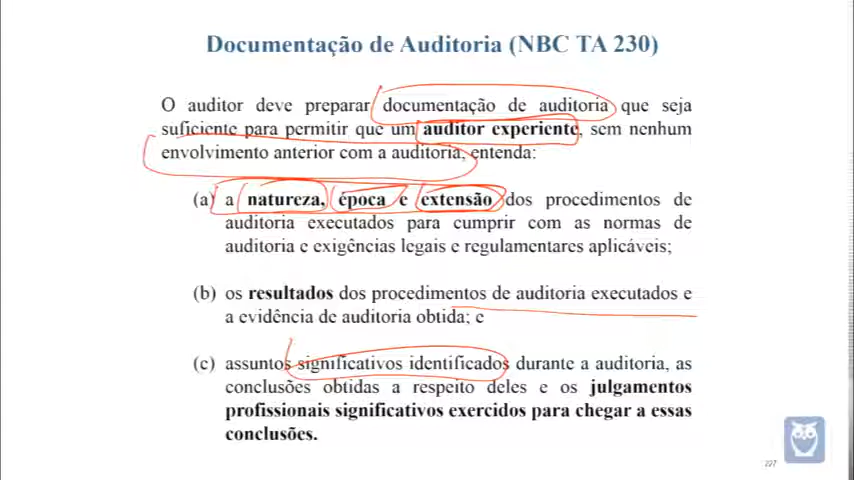 Documentação de Auditoria (NBC TA 230)
O auditor deve preparar documentação de auditoria que seja
suficiente para permitir que um auditor experiente, sem nenhum
envolvimento anterior com a auditoria, entenda:
(a) a natureza, época e extensão dos procedimentos de
auditoria executados para cumprir com as normas de
auditoria e exigências legais e regulamentares aplicáveis;
(b) os resultados dos procedimentos de auditoria executados e
a evidência de auditoria obtida; e
(c) assuntos significativos identificados durante a auditoria, as
conclusões obtidas a respeito deles e os julgamentos
profissionais significativos exercidos para chegar a essas
conclusões.